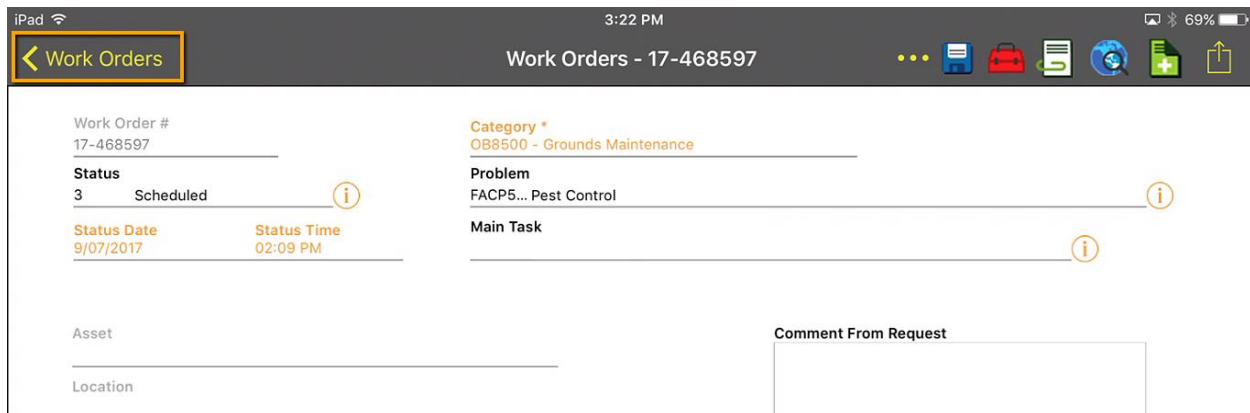 iPad 3:22 PM 69%
Work Orders Work Orders - 17-468597 •••
Work Order # Category *
17-468597 OB8500 - Grounds Maintenance
Status Problem
3 Scheduled i FACP5... Pest Control i
Status Date Status Time Main Task
9/07/2017 02:09 PM i
Asset Comment From Request
Location